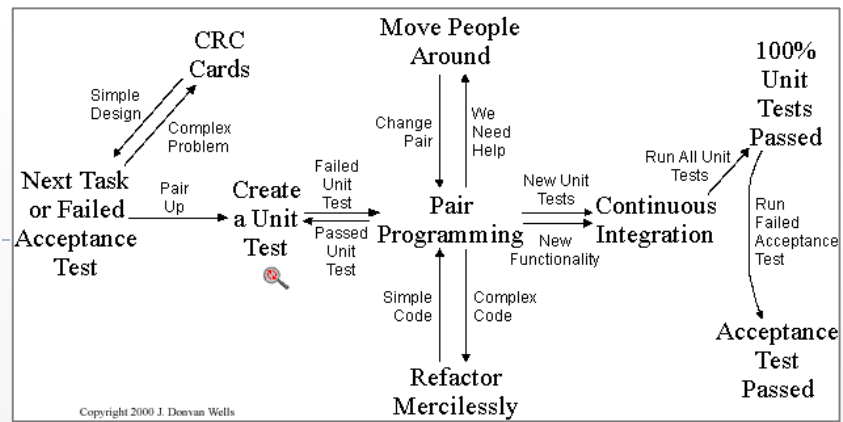 CRC
Cards
Simple
Design
Complex
Problem
Next Task
or Failed
Acceptance
Test
Pair
Up
Create
a Unit
Test
Failed
Unit
Test
Passed
Unit
Test
Move People
Around
Change
Pair
We
Need
Help
Pair
Programming
Simple
Code
Complex
Code
Refactor
Mercilessly
New Unit
Tests
New
Functionality
Continuous
Integration
Run All Unit
Tests
100%
Unit
Tests
Passed
Run
Failed
Acceptance
Test
Acceptance
Test
Passed
Copyright 2000 J. Donvan Wells